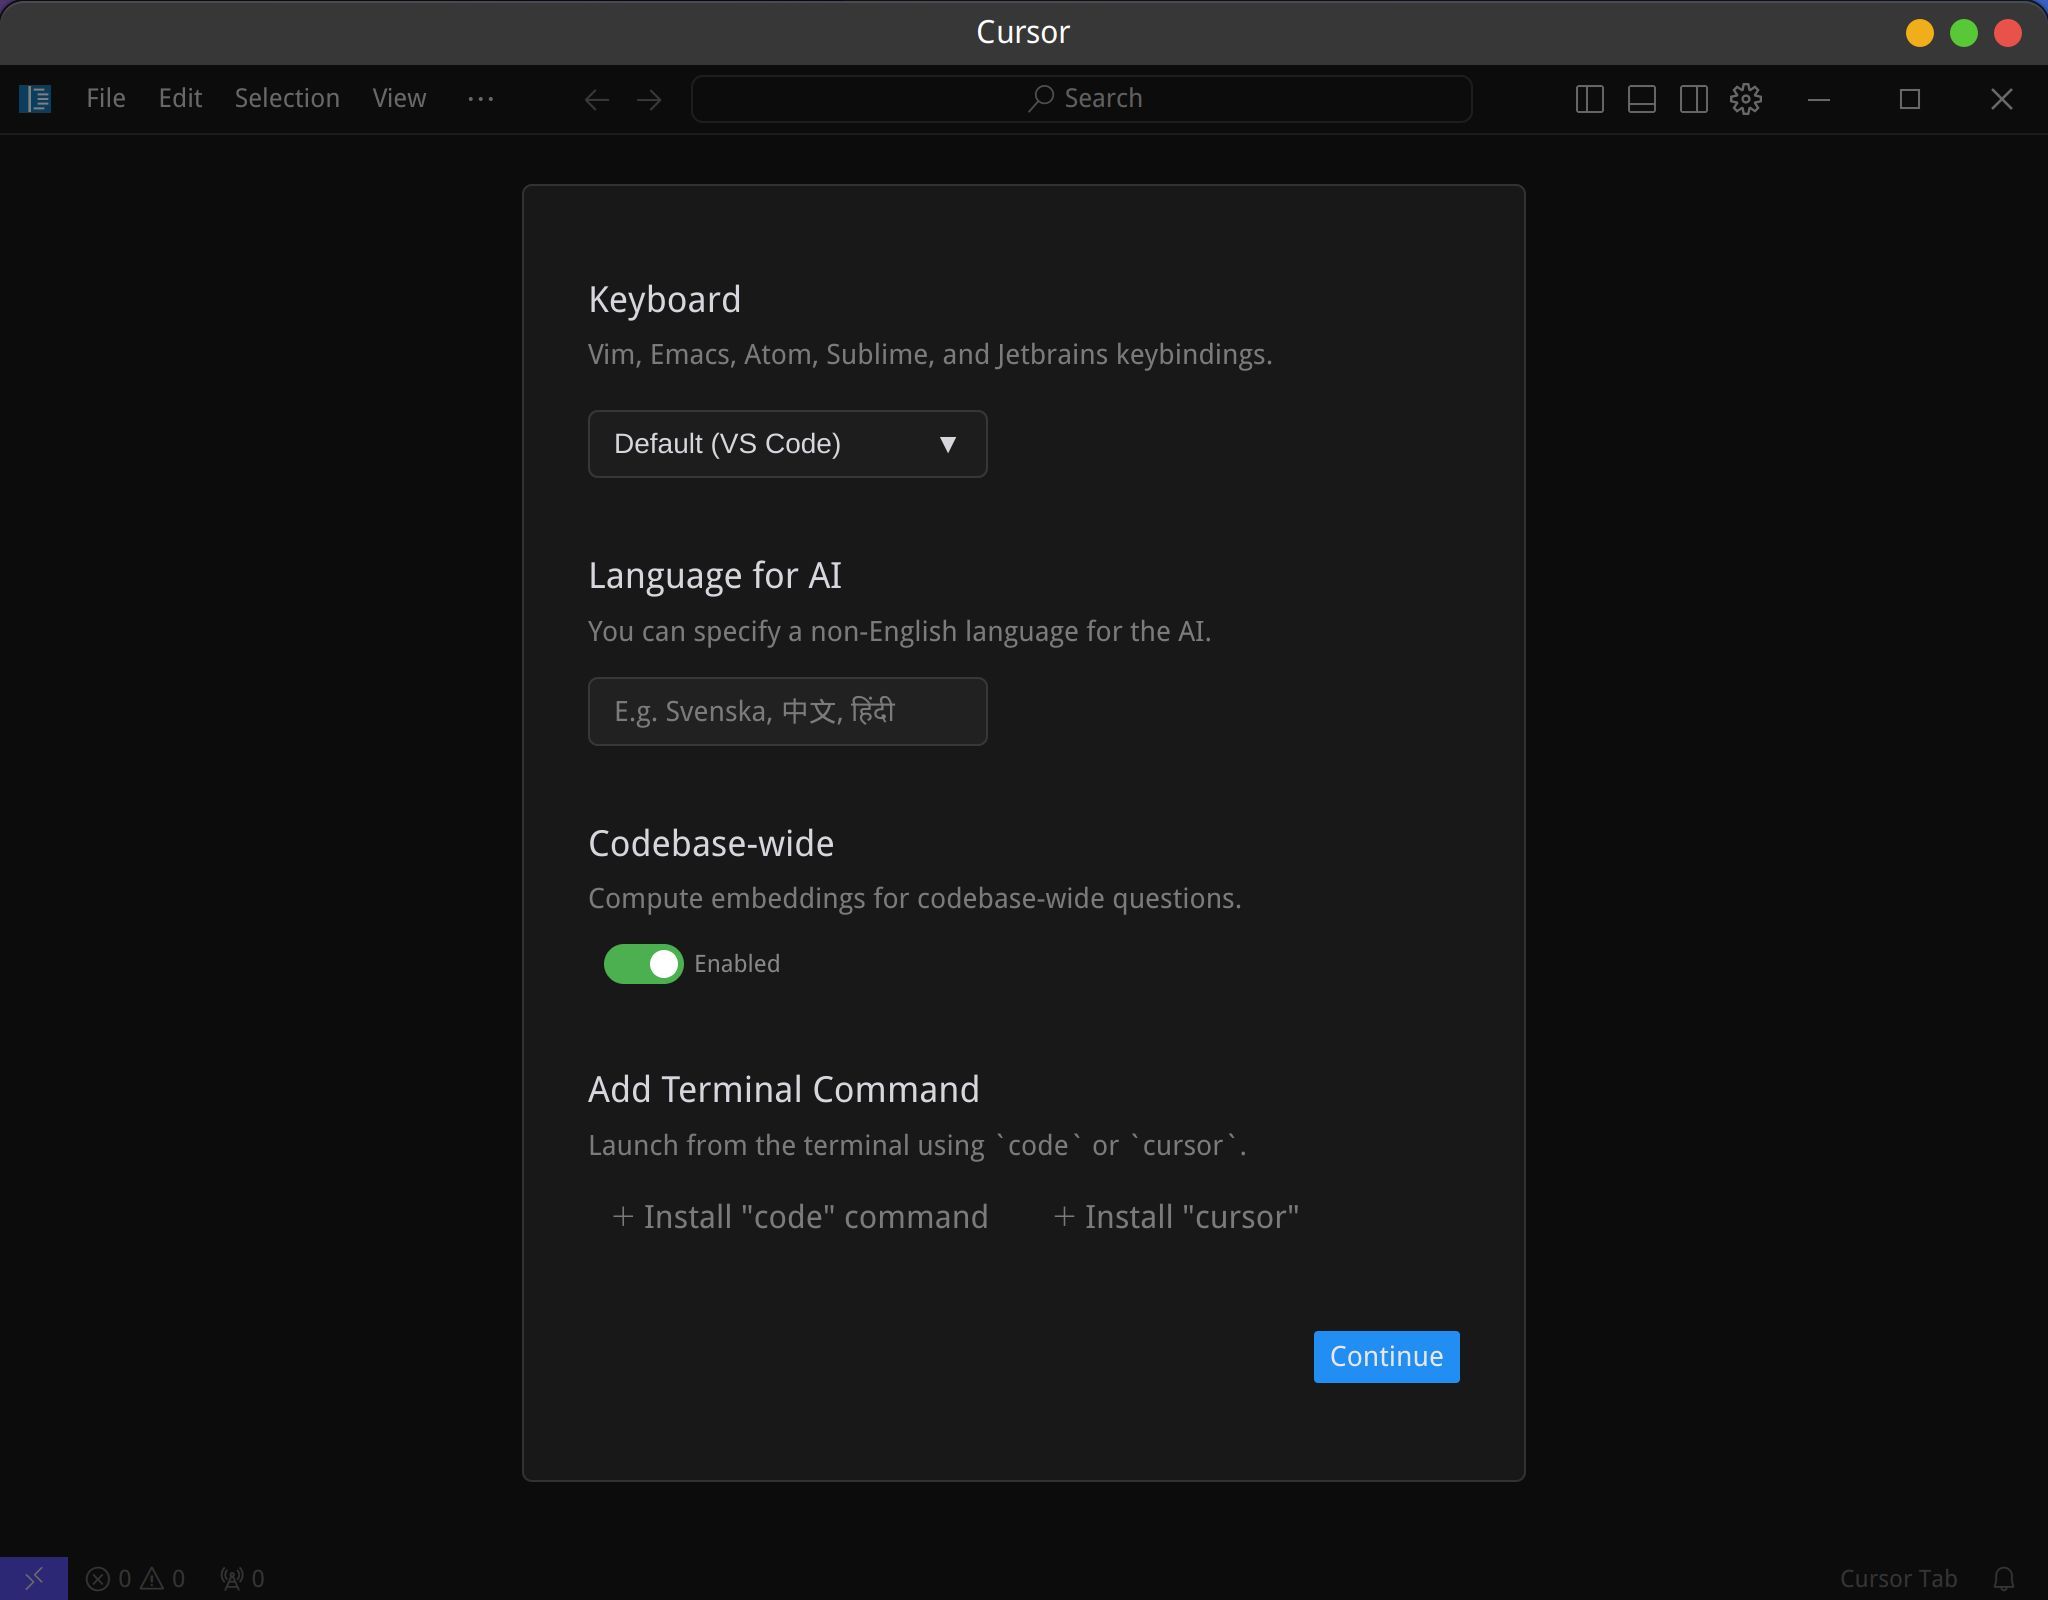 Cursor
File Edit Selection View ···
Search
Keyboard
Vim, Emacs, Atom, Sublime, and Jetbrains keybindings.
Default (VS Code)
Language for AI
You can specify a non-English language for the AI.
E.g. Svenska, 中文, हिंदी
Codebase-wide
Compute embeddings for codebase-wide questions.
Enabled
Add Terminal Command
Launch from the terminal using `code` or `cursor`.
+ Install "code" command + Install "cursor"
Continue
0 0 0 Cursor Tab